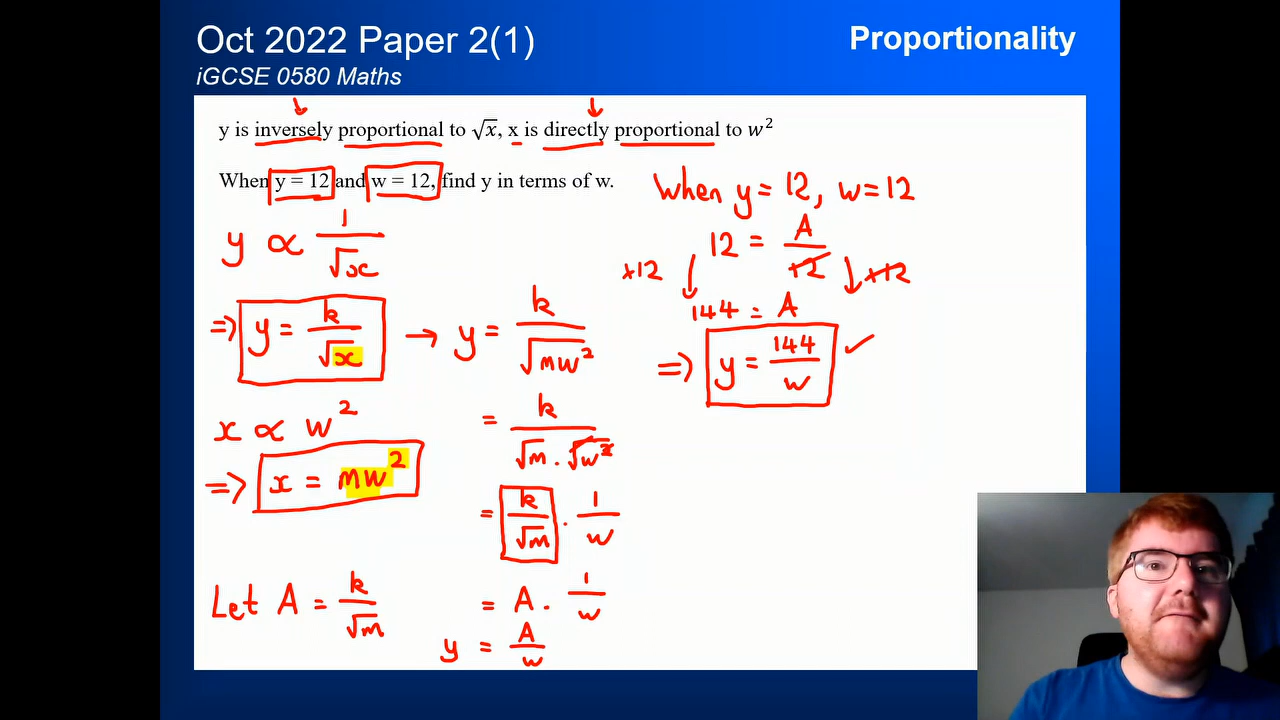 Oct 2022 Paper 2(1)
Proportionality
iGCSE 0580 Maths
y is inversely proportional to √x, x is directly proportional to w²
When y = 12 and w = 12, find y in terms of w.
y ∝ 1/√x
⇒ y = k/√x
x ∝ w²
⇒ x = mw²
Let A = k/√m
→ y = k/√mw²
= k/√m · √w²
= k/√m · 1/w
= A · 1/w
y = A/w
When y = 12, w = 12
12 = A/12
×12 ×12
144 = A
⇒ y = 144/w ✓